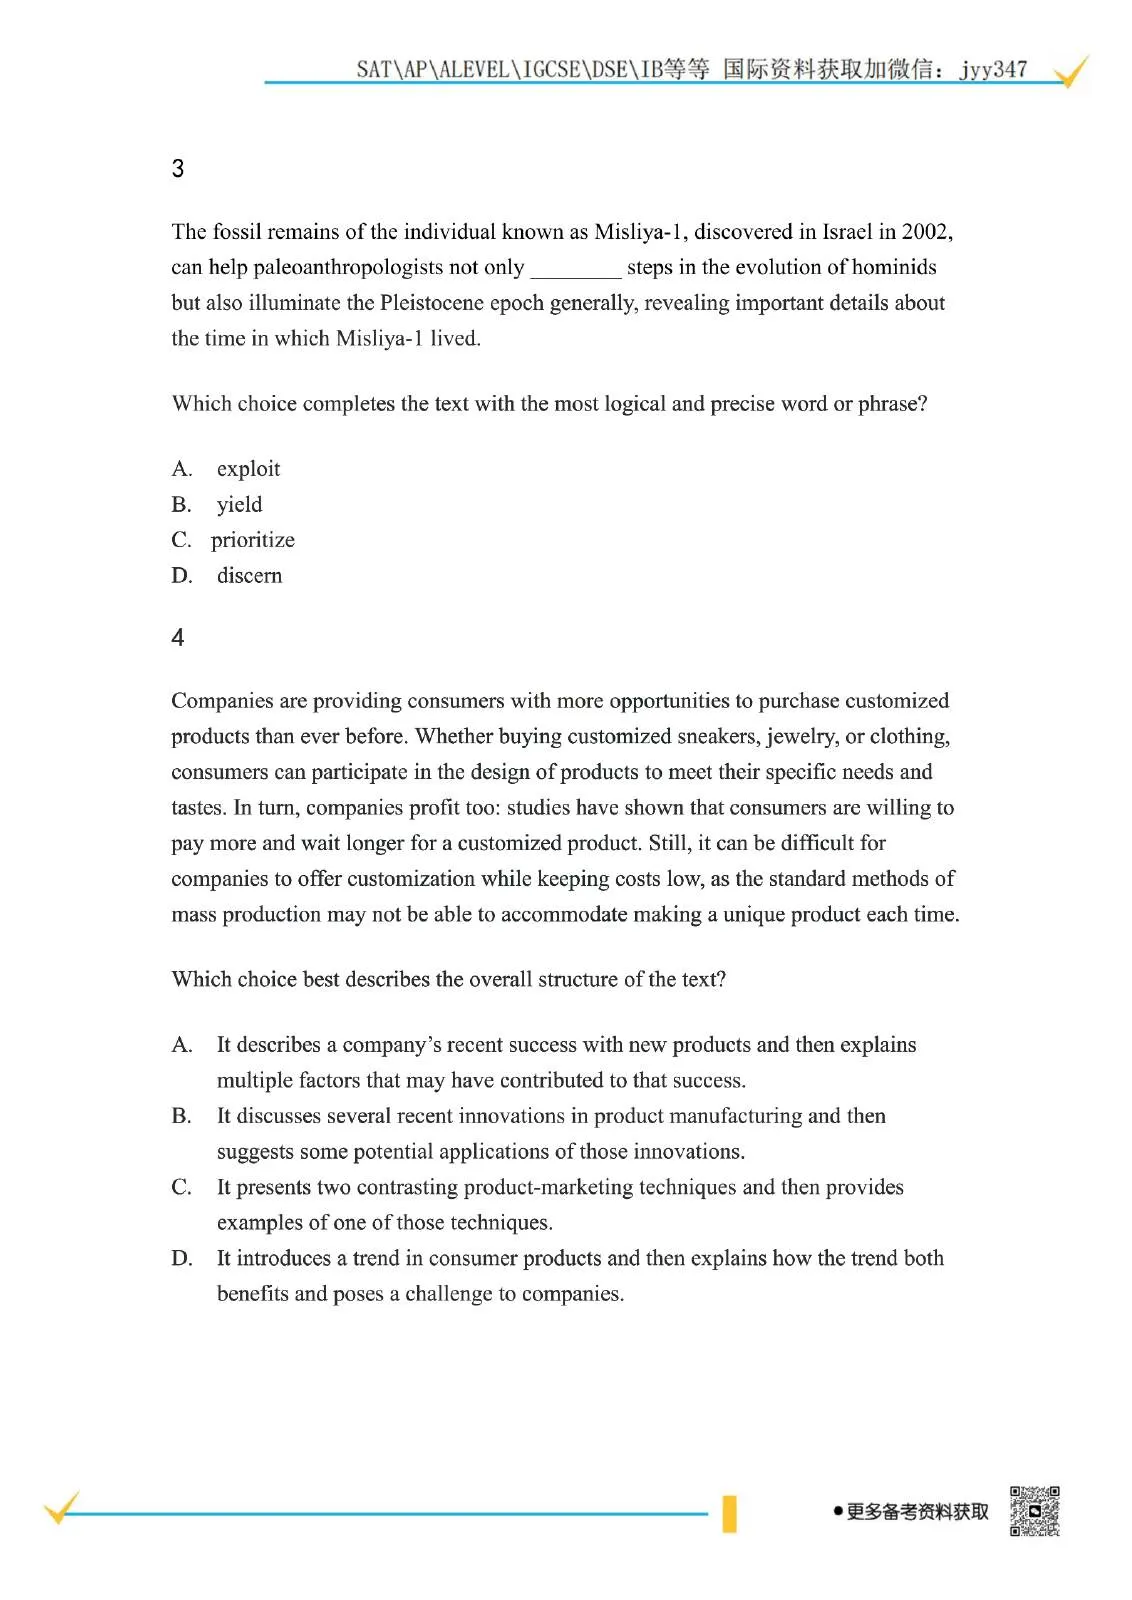 SAT\AP\ALEVEL\IGCSE\DSE\IB等等 国际资料获取加微信: jyy347
3
The fossil remains of the individual known as Misliya-1, discovered in Israel in 2002,
can help paleoanthropologists not only ________ steps in the evolution of hominids
but also illuminate the Pleistocene epoch generally, revealing important details about
the time in which Misliya-1 lived.
Which choice completes the text with the most logical and precise word or phrase?
A. exploit
B. yield
C. prioritize
D. discern
4
Companies are providing consumers with more opportunities to purchase customized
products than ever before. Whether buying customized sneakers, jewelry, or clothing,
consumers can participate in the design of products to meet their specific needs and
tastes. In turn, companies profit too: studies have shown that consumers are willing to
pay more and wait longer for a customized product. Still, it can be difficult for
companies to offer customization while keeping costs low, as the standard methods of
mass production may not be able to accommodate making a unique product each time.
Which choice best describes the overall structure of the text?
A. It describes a company's recent success with new products and then explains
multiple factors that may have contributed to that success.
B. It discusses several recent innovations in product manufacturing and then
suggests some potential applications of those innovations.
C. It presents two contrasting product-marketing techniques and then provides
examples of one of those techniques.
D. It introduces a trend in consumer products and then explains how the trend both
benefits and poses a challenge to companies.
●更多备考资料获取